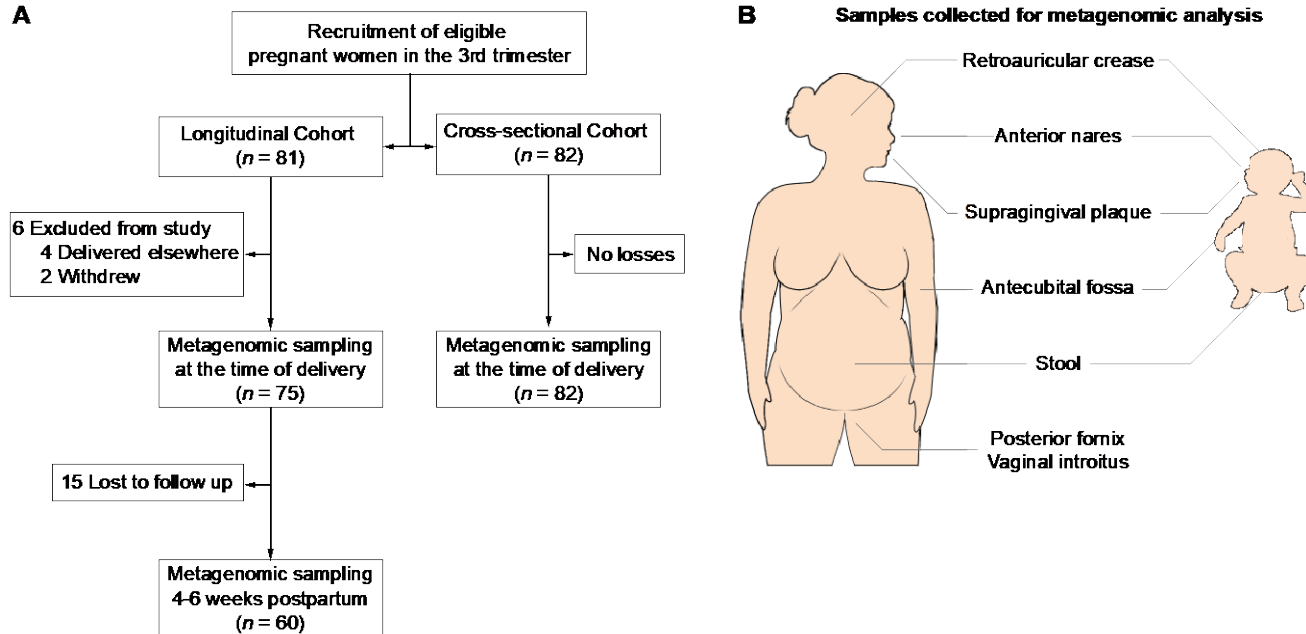 A
Recruitment of eligible
pregnant women in the 3rd trimester
Longitudinal Cohort
(n = 81)
Cross-sectional Cohort
(n = 82)
6 Excluded from study
4 Delivered elsewhere
2 Withdrew
No losses
Metagenomic sampling
at the time of delivery
(n = 75)
Metagenomic sampling
at the time of delivery
(n = 82)
15 Lost to follow up
Metagenomic sampling
4-6 weeks postpartum
(n = 60)
B
Samples collected for metagenomic analysis
Retroauricular crease
Anterior nares
Supragingival plaque
Antecubital fossa
Stool
Posterior fornix
Vaginal introitus